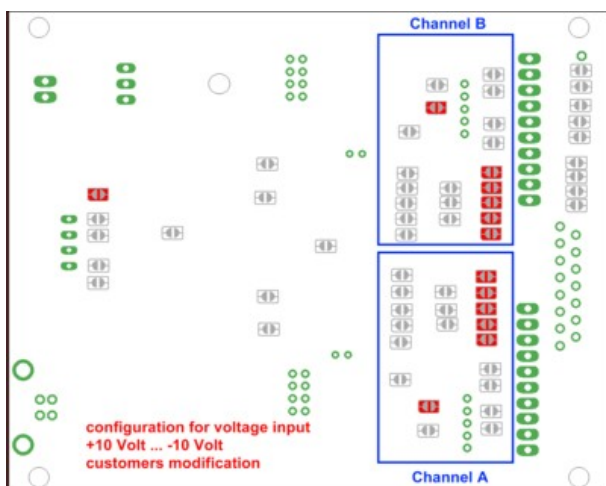 Channel B
configuration for voltage input
+10 Volt ... -10 Volt
customers modification
Channel A